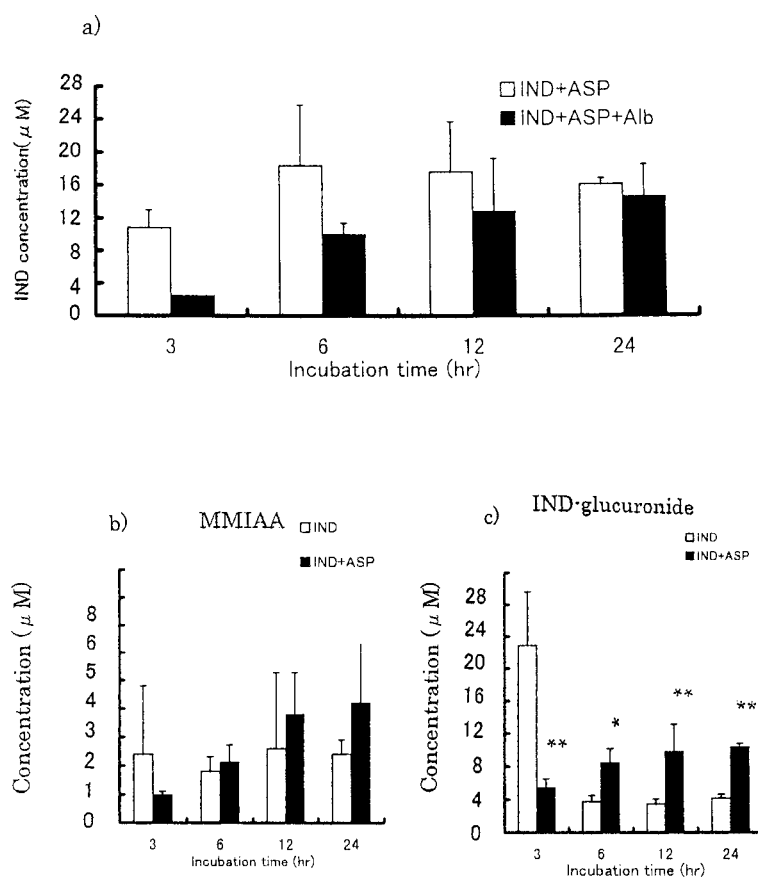 a)
IND concentration(μM)
28
24
20
16
12
8
4
0
□IND+ASP
■IND+ASP+Alb
3 6 12 24
Incubation time (hr)
b) MMIAA
□IND
■IND+ASP
Concentration (μM)
8
6
5
4
3
2
1
0
3 6 12 24
Incubation time (hr)
c) IND-glucuronide
□IND
■IND+ASP
Concentration (μM)
28
24
20
16
12
8
4
0
** * ** **
3 6 12 24
Incubation time (hr)